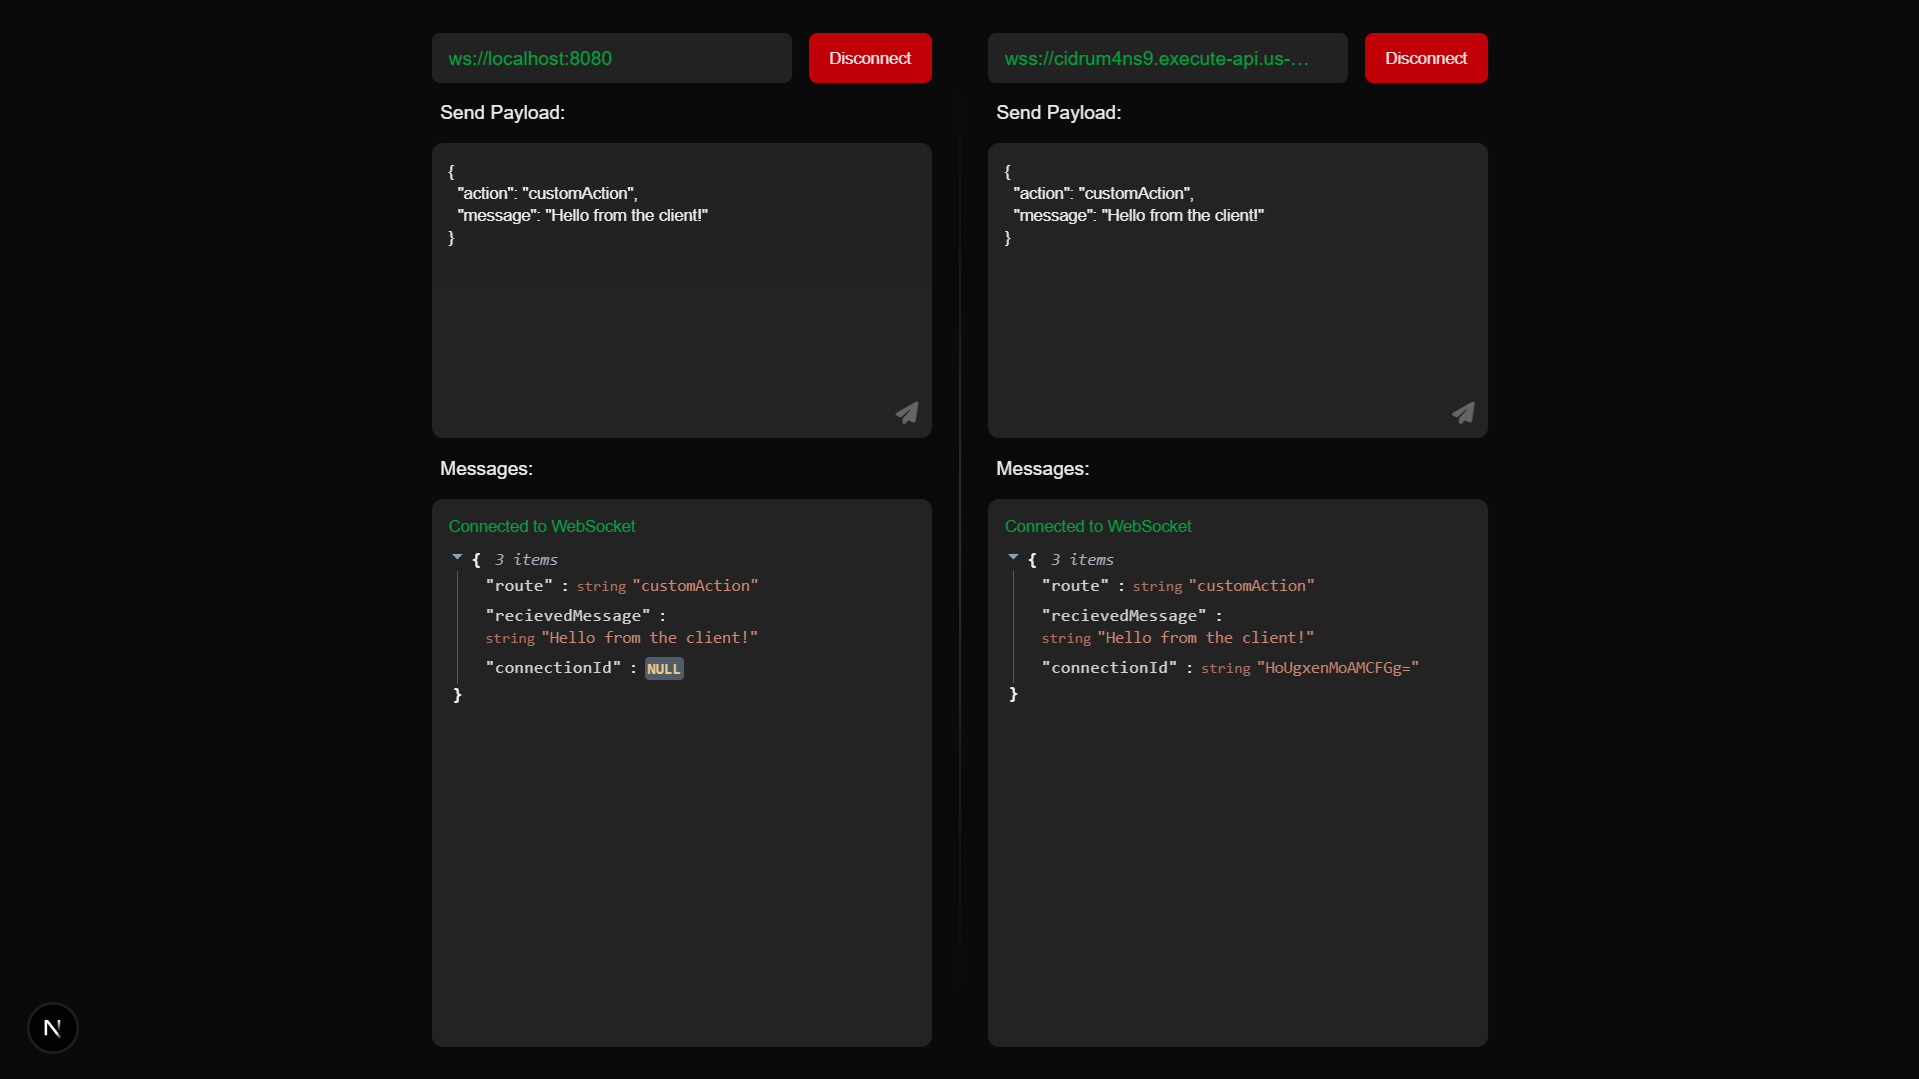 ws://localhost:8080
Disconnect
Send Payload:
{
"action": "customAction",
"message": "Hello from the client!"
}
Messages:
Connected to WebSocket
{ 3 items
"route" : string "customAction"
"recievedMessage" :
string "Hello from the client!"
"connectionId" : NULL
}
wss://cidrum4ns9.execute-api.us-...
Disconnect
Send Payload:
{
"action": "customAction",
"message": "Hello from the client!"
}
Messages:
Connected to WebSocket
{ 3 items
"route" : string "customAction"
"recievedMessage" :
string "Hello from the client!"
"connectionId" : string "HoUgxenMoAMCFGg="
}
N